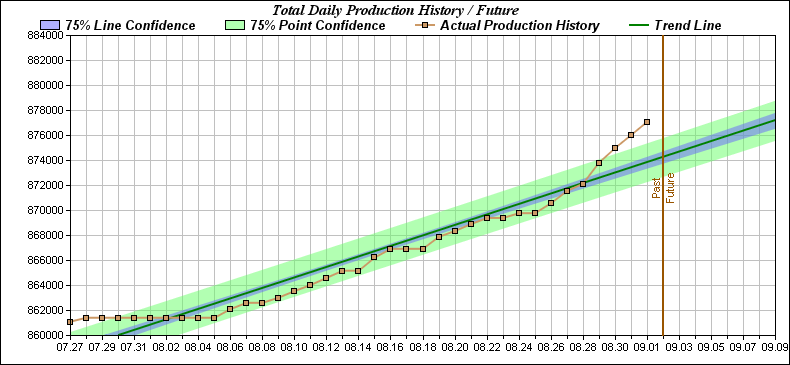 Total Daily Production History / Future
75% Line Confidence 75% Point Confidence Actual Production History Trend Line
884000
882000
880000
878000
876000
874000
872000
870000
868000
866000
864000
862000
860000
Past
Future
07.27 07.29 07.31 08.02 08.04 08.06 08.08 08.10 08.12 08.14 08.16 08.18 08.20 08.22 08.24 08.26 08.28 08.30 09.01 09.03 09.05 09.07 09.09